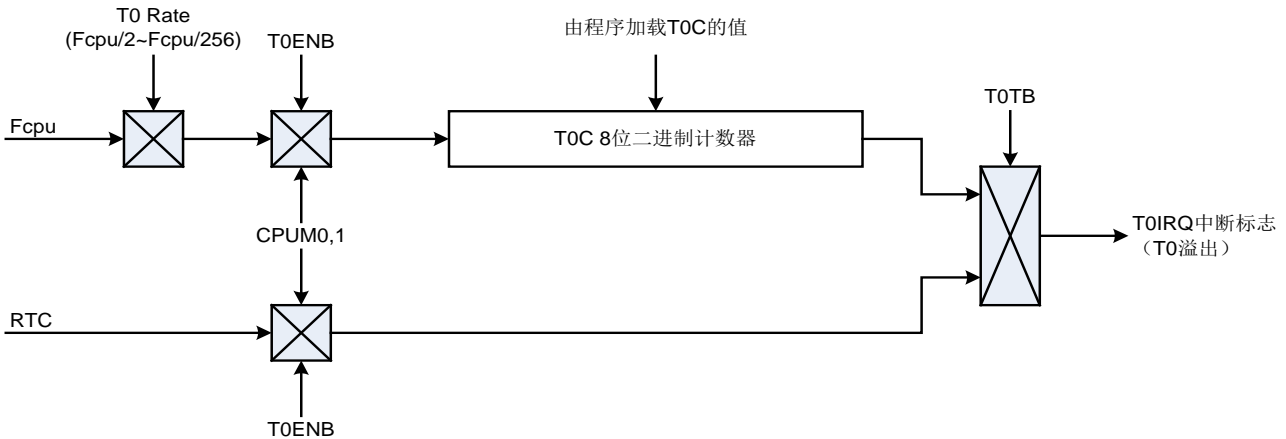 T0 Rate
(Fcpu/2~Fcpu/256)
T0ENB
由程序加载T0C的值
T0TB
Fcpu
T0C 8位二进制计数器
CPUM0,1
T0IRQ中断标志
（T0溢出）
RTC
T0ENB